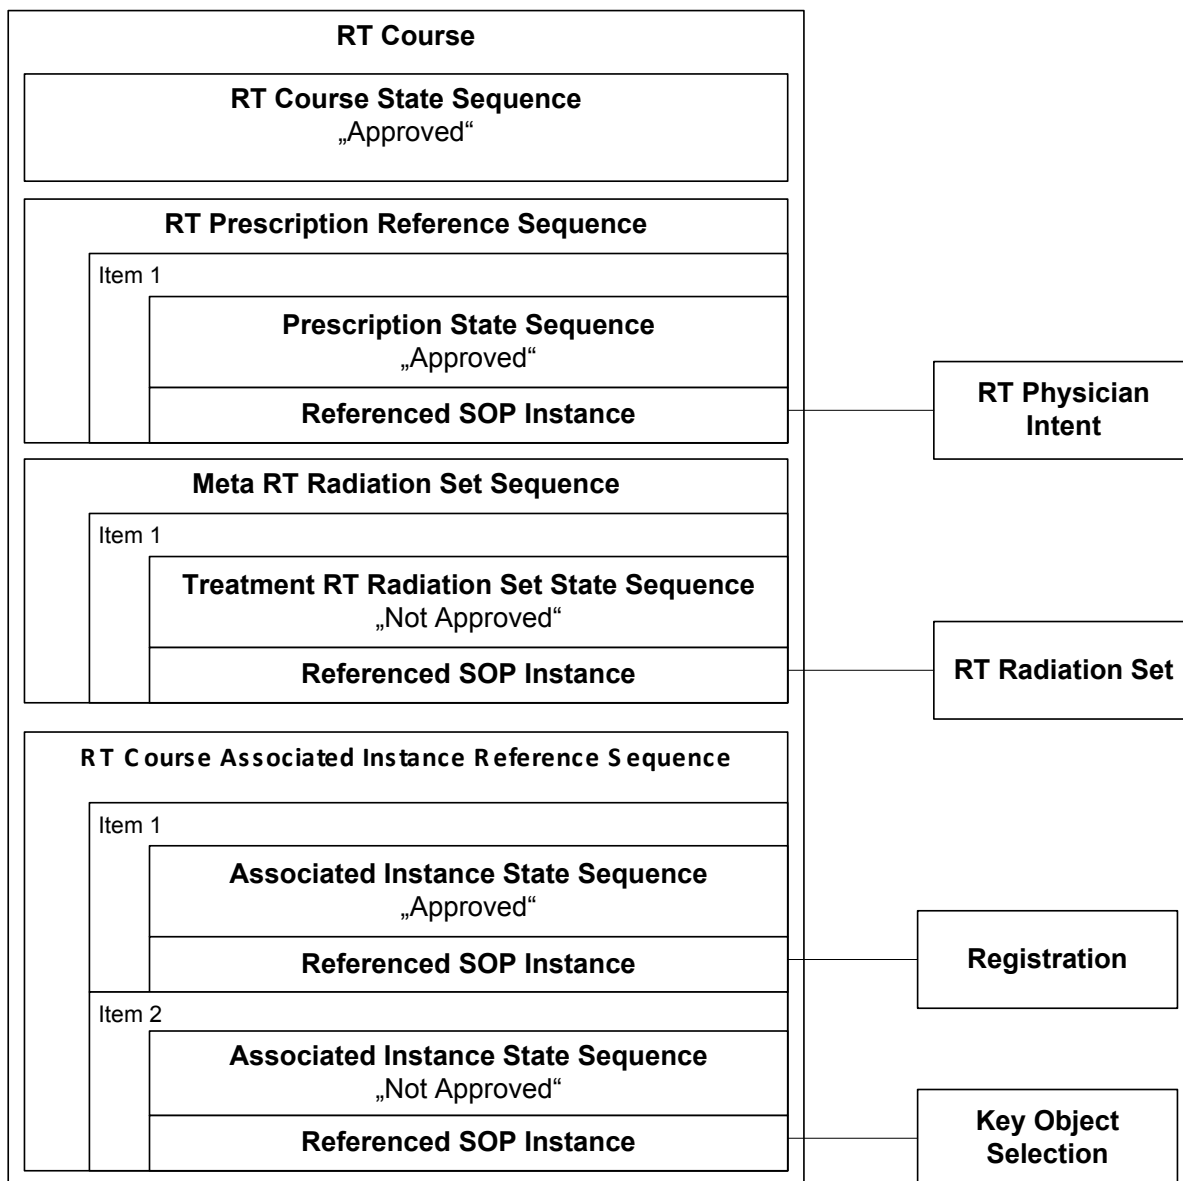 RT Course
RT Course State Sequence
„Approved“
RT Prescription Reference Sequence
Item 1
Prescription State Sequence
„Approved“
Referenced SOP Instance
RT Physician
Intent
Meta RT Radiation Set Sequence
Item 1
Treatment RT Radiation Set State Sequence
„Not Approved“
Referenced SOP Instance
RT Radiation Set
RT Course Associated Instance Reference Sequence
Item 1
Associated Instance State Sequence
„Approved“
Referenced SOP Instance
Registration
Item 2
Associated Instance State Sequence
„Not Approved“
Referenced SOP Instance
Key Object
Selection